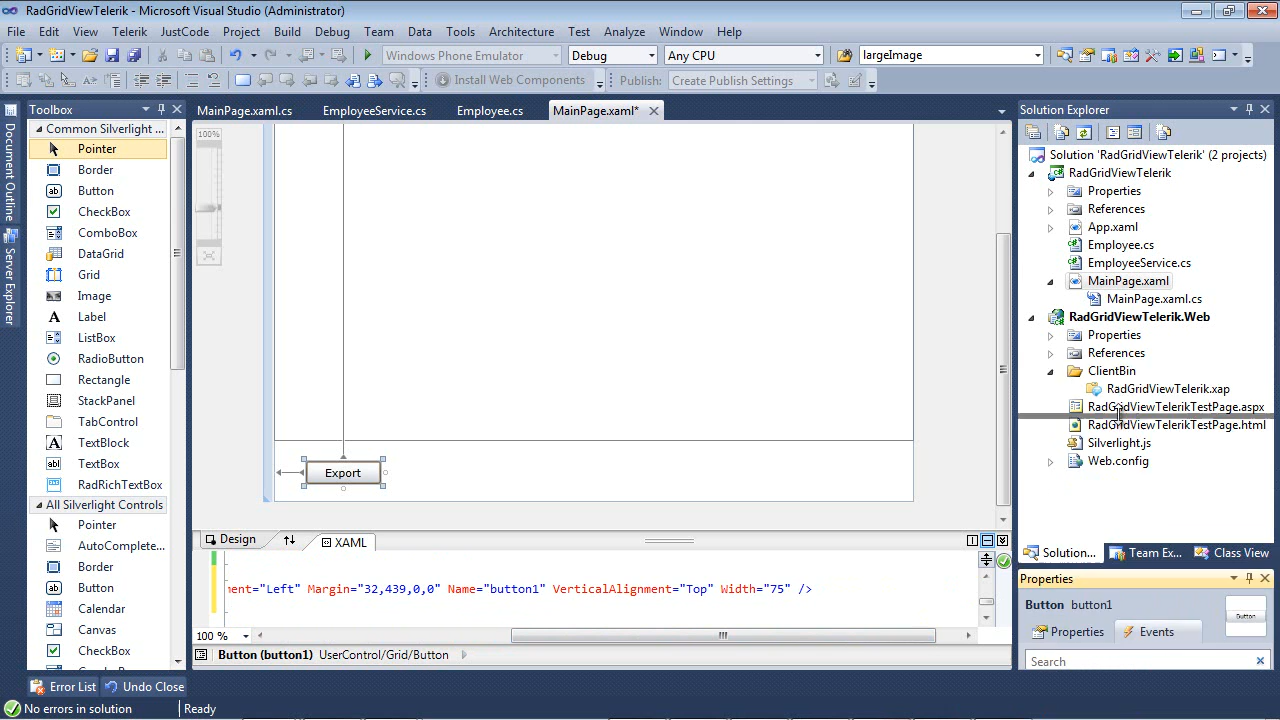 RadGridViewTelerik - Microsoft Visual Studio (Administrator)
File Edit View Telerik JustCode Project Build Debug Team Data Tools Architecture Test Analyze Window Help
Windows Phone Emulator Debug Any CPU largeImage
Install Web Components Publish: Create Publish Settings
Document Outline
Server Explorer
Toolbox
Common Silverlight ...
Pointer
Border
Button
CheckBox
ComboBox
DataGrid
Grid
Image
Label
ListBox
RadioButton
Rectangle
StackPanel
TabControl
TextBlock
TextBox
RadRichTextBox
All Silverlight Controls
Pointer
AutoComplete...
Border
Button
Calendar
Canvas
CheckBox
MainPage.xaml.cs EmployeeService.cs Employee.cs MainPage.xaml*
100%
Export
Design XAML
ment="Left" Margin="32,439,0,0" Name="button1" VerticalAlignment="Top" Width="75" />
100 %
Button (button1) UserControl/Grid/Button
Solution Explorer
Solution 'RadGridViewTelerik' (2 projects)
RadGridViewTelerik
Properties
References
App.xaml
Employee.cs
EmployeeService.cs
MainPage.xaml
MainPage.xaml.cs
RadGridViewTelerik.Web
Properties
References
ClientBin
RadGridViewTelerik.xap
RadGridViewTelerikTestPage.aspx
RadGridViewTelerikTestPage.html
Silverlight.js
Web.config
Solution... Team Ex... Class View
Properties
Button button1
Button
Properties Events
Search
Error List Undo Close
No errors in solution Ready